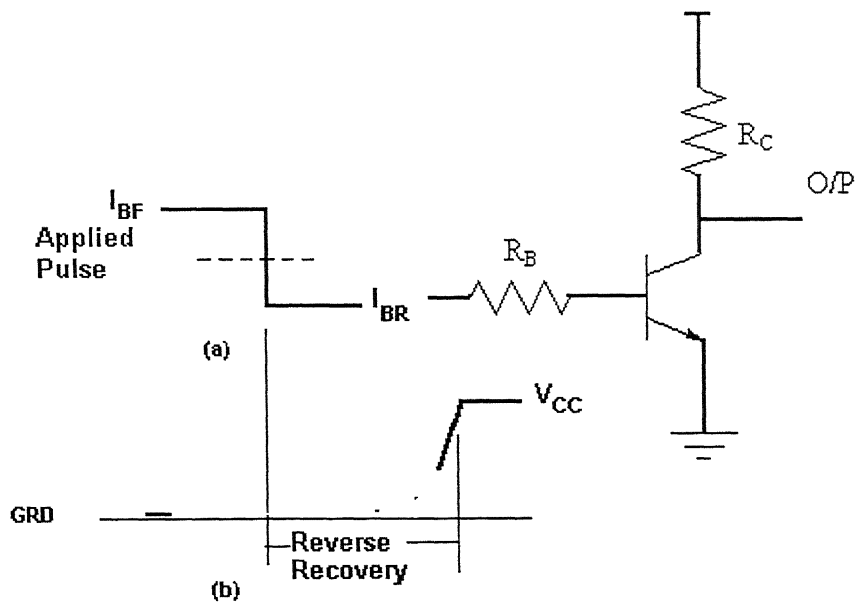 R_C
O/P
I_BF
Applied
Pulse
R_B
I_BR
(a)
V_CC
GRD
Reverse
Recovery
(b)